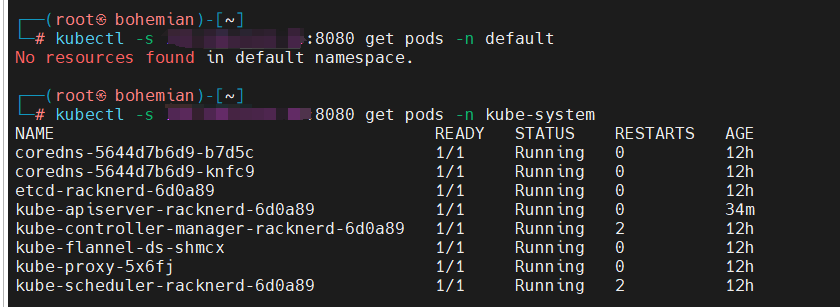 ┌──(root㉿ bohemian)-[~]
└─# kubectl -s :8080 get pods -n default
No resources found in default namespace.
┌──(root㉿ bohemian)-[~]
└─# kubectl -s :8080 get pods -n kube-system
NAME READY STATUS RESTARTS AGE
coredns-5644d7b6d9-b7d5c 1/1 Running 0 12h
coredns-5644d7b6d9-knfc9 1/1 Running 0 12h
etcd-racknerd-6d0a89 1/1 Running 0 12h
kube-apiserver-racknerd-6d0a89 1/1 Running 0 34m
kube-controller-manager-racknerd-6d0a89 1/1 Running 2 12h
kube-flannel-ds-shmcx 1/1 Running 0 12h
kube-proxy-5x6fj 1/1 Running 0 12h
kube-scheduler-racknerd-6d0a89 1/1 Running 2 12h